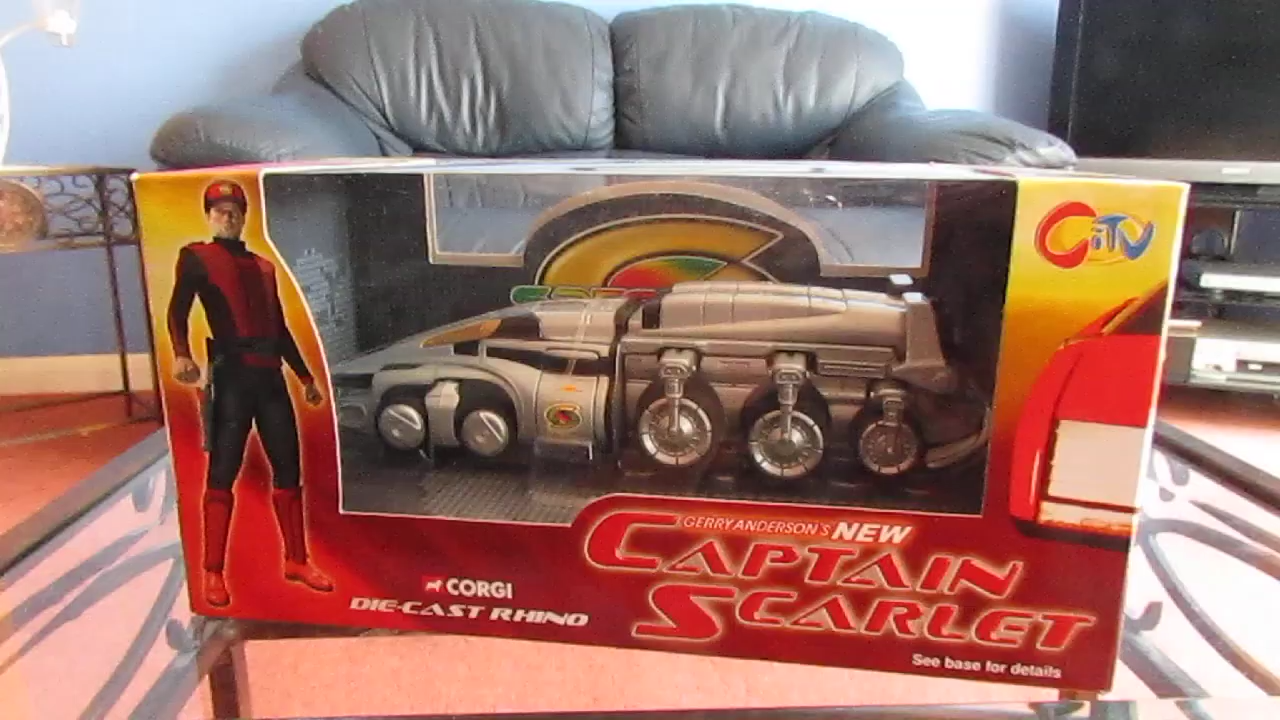 CiTV
GERRY ANDERSON'S NEW
CAPTAIN
SCARLET
CORGI
DIE-CAST RHINO
See base for details